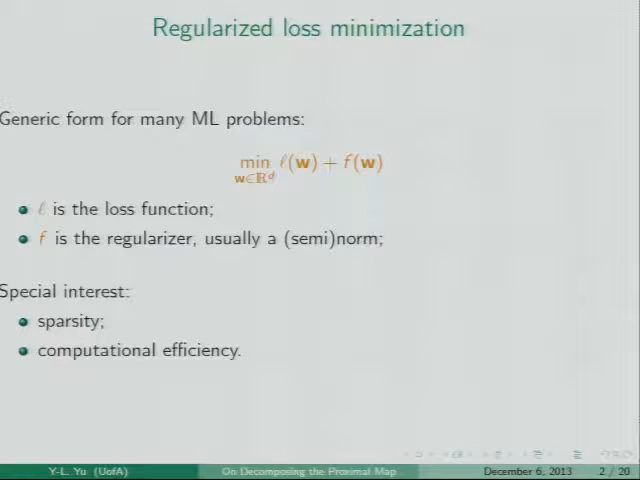 Regularized loss minimization
Generic form for many ML problems:
min ℓ(w) + f(w)
w∈ℝᵈ
ℓ is the loss function;
f is the regularizer, usually a (semi)norm;
Special interest:
sparsity;
computational efficiency.
Y-L. Yu (UofA) On Decomposing the Proximal Map December 6, 2013 2 / 20